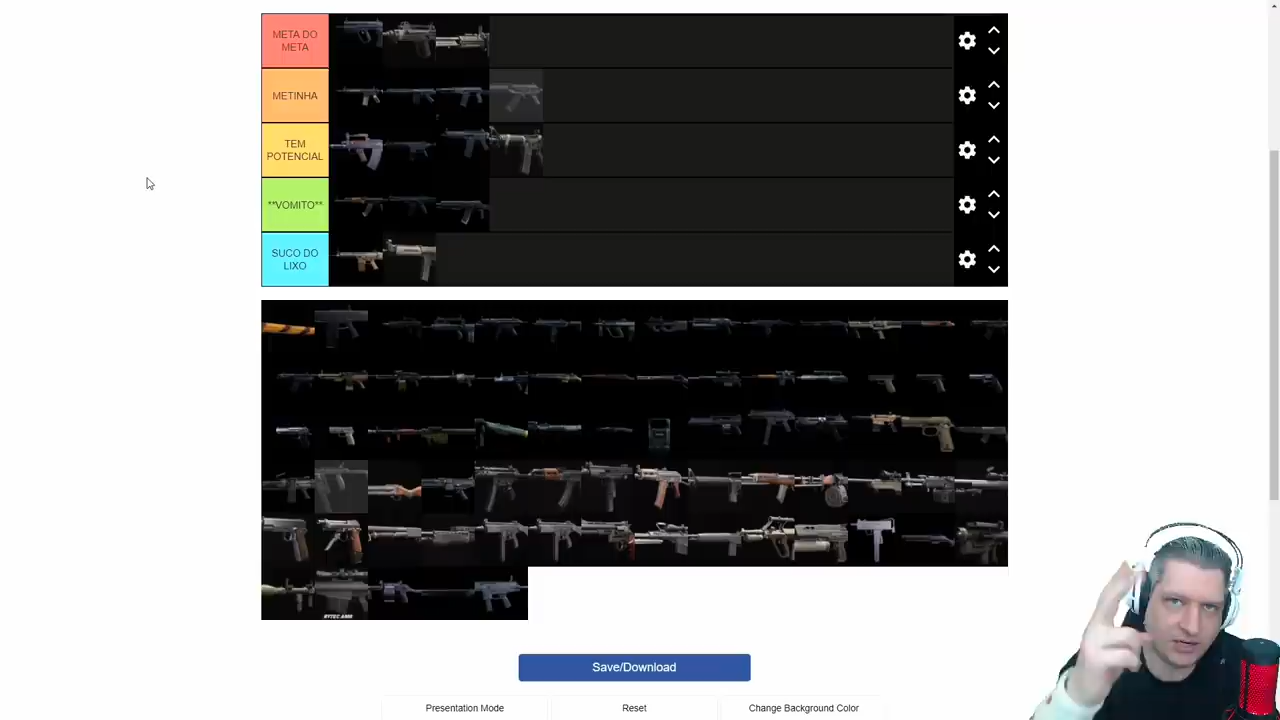 META DO
META
METINHA
TEM
POTENCIAL
**VOMITO**
SUCO DO
LIXO
Save/Download
Presentation Mode
Reset
Change Background Color